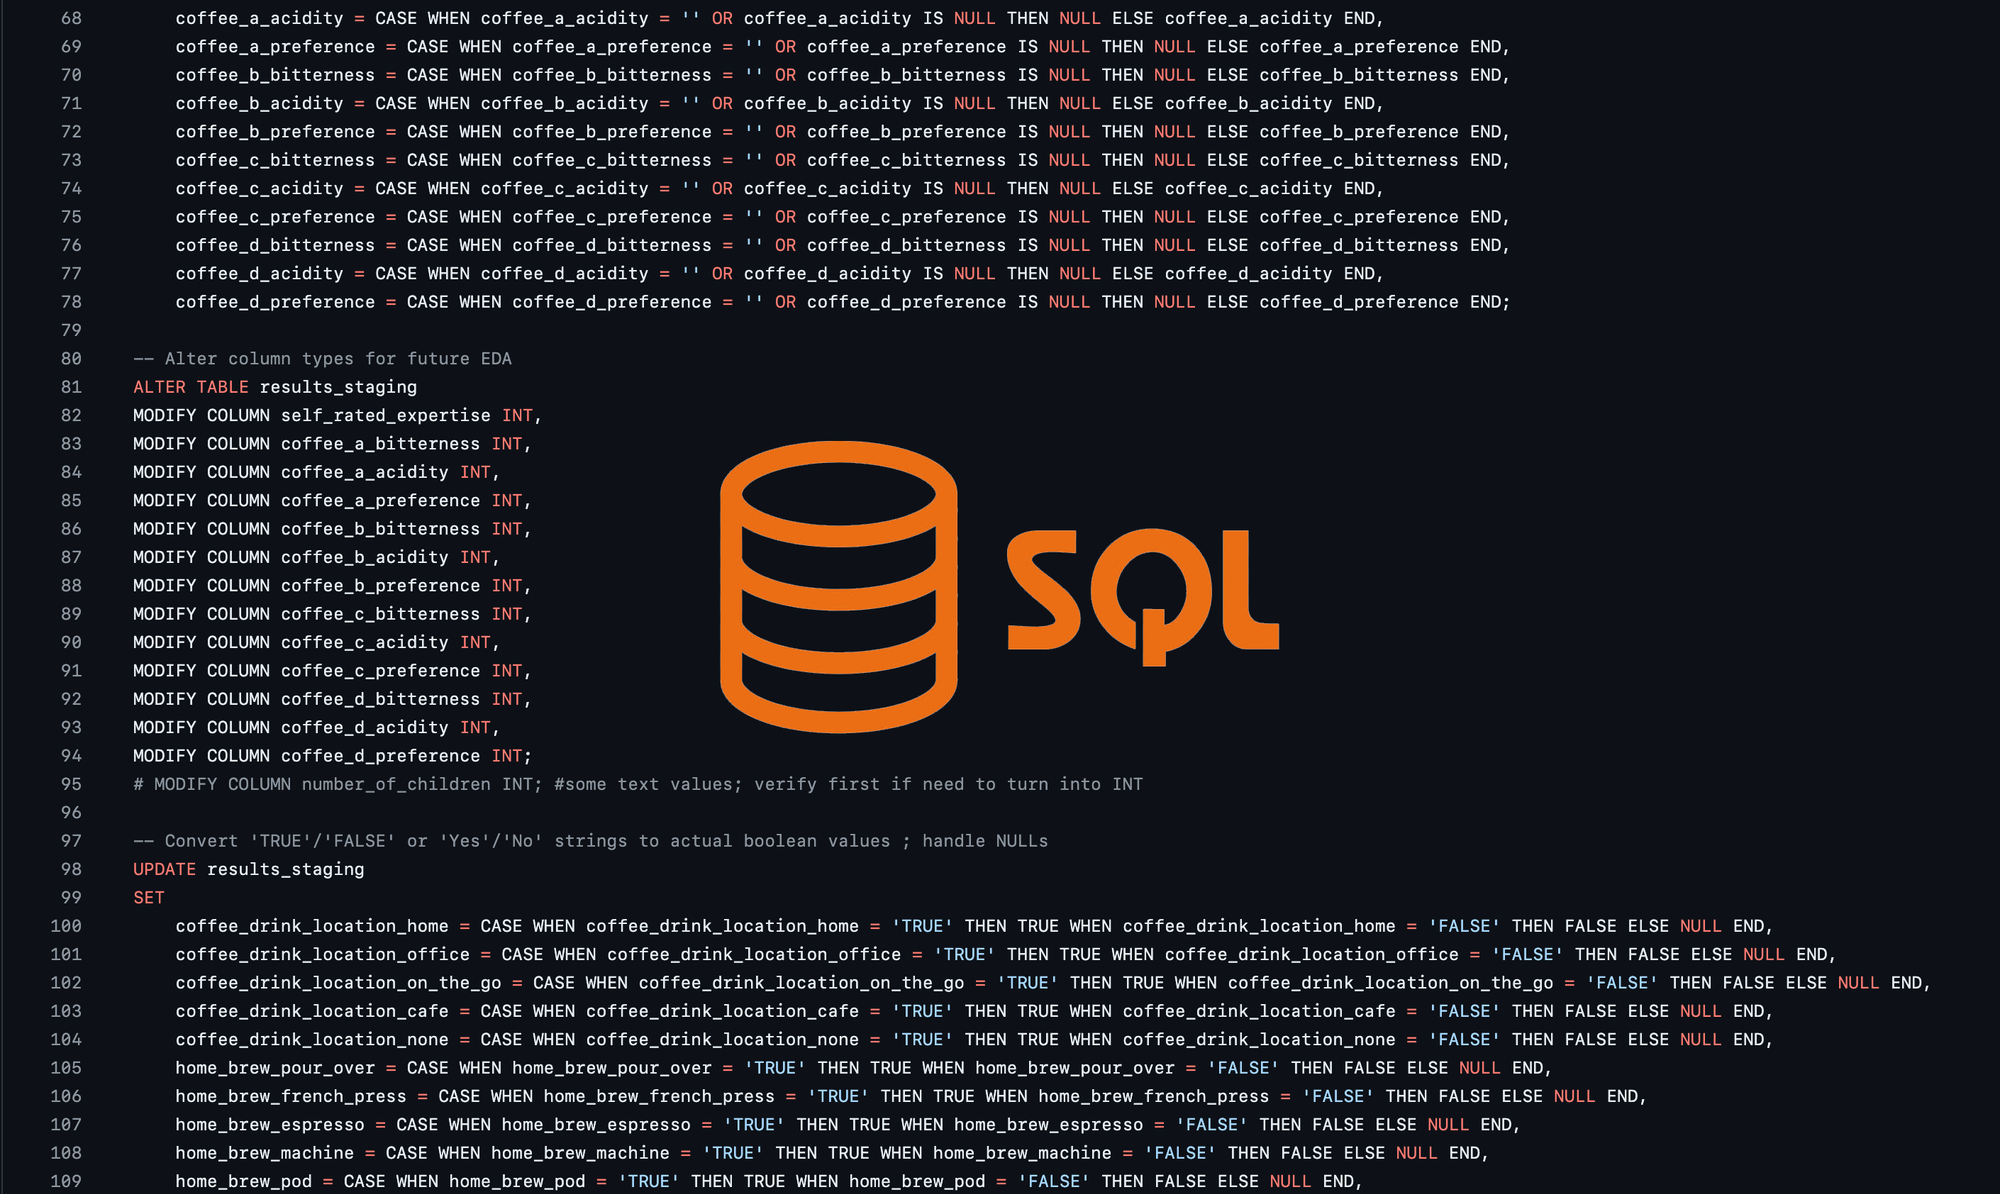 68 coffee_a_acidity = CASE WHEN coffee_a_acidity = '' OR coffee_a_acidity IS NULL THEN NULL ELSE coffee_a_acidity END,
69 coffee_a_preference = CASE WHEN coffee_a_preference = '' OR coffee_a_preference IS NULL THEN NULL ELSE coffee_a_preference END,
70 coffee_b_bitterness = CASE WHEN coffee_b_bitterness = '' OR coffee_b_bitterness IS NULL THEN NULL ELSE coffee_b_bitterness END,
71 coffee_b_acidity = CASE WHEN coffee_b_acidity = '' OR coffee_b_acidity IS NULL THEN NULL ELSE coffee_b_acidity END,
72 coffee_b_preference = CASE WHEN coffee_b_preference = '' OR coffee_b_preference IS NULL THEN NULL ELSE coffee_b_preference END,
73 coffee_c_bitterness = CASE WHEN coffee_c_bitterness = '' OR coffee_c_bitterness IS NULL THEN NULL ELSE coffee_c_bitterness END,
74 coffee_c_acidity = CASE WHEN coffee_c_acidity = '' OR coffee_c_acidity IS NULL THEN NULL ELSE coffee_c_acidity END,
75 coffee_c_preference = CASE WHEN coffee_c_preference = '' OR coffee_c_preference IS NULL THEN NULL ELSE coffee_c_preference END,
76 coffee_d_bitterness = CASE WHEN coffee_d_bitterness = '' OR coffee_d_bitterness IS NULL THEN NULL ELSE coffee_d_bitterness END,
77 coffee_d_acidity = CASE WHEN coffee_d_acidity = '' OR coffee_d_acidity IS NULL THEN NULL ELSE coffee_d_acidity END,
78 coffee_d_preference = CASE WHEN coffee_d_preference = '' OR coffee_d_preference IS NULL THEN NULL ELSE coffee_d_preference END;
79
80 -- Alter column types for future EDA
81 ALTER TABLE results_staging
82 MODIFY COLUMN self_rated_expertise INT,
83 MODIFY COLUMN coffee_a_bitterness INT,
84 MODIFY COLUMN coffee_a_acidity INT,
85 MODIFY COLUMN coffee_a_preference INT,
86 MODIFY COLUMN coffee_b_bitterness INT,
87 MODIFY COLUMN coffee_b_acidity INT,
88 MODIFY COLUMN coffee_b_preference INT,
89 MODIFY COLUMN coffee_c_bitterness INT,
90 MODIFY COLUMN coffee_c_acidity INT,
91 MODIFY COLUMN coffee_c_preference INT,
92 MODIFY COLUMN coffee_d_bitterness INT,
93 MODIFY COLUMN coffee_d_acidity INT,
94 MODIFY COLUMN coffee_d_preference INT;
95 # MODIFY COLUMN number_of_children INT; #some text values; verify first if need to turn into INT
96
97 -- Convert 'TRUE'/'FALSE' or 'Yes'/'No' strings to actual boolean values ; handle NULLs
98 UPDATE results_staging
99 SET
100 coffee_drink_location_home = CASE WHEN coffee_drink_location_home = 'TRUE' THEN TRUE WHEN coffee_drink_location_home = 'FALSE' THEN FALSE ELSE NULL END,
101 coffee_drink_location_office = CASE WHEN coffee_drink_location_office = 'TRUE' THEN TRUE WHEN coffee_drink_location_office = 'FALSE' THEN FALSE ELSE NULL END,
102 coffee_drink_location_on_the_go = CASE WHEN coffee_drink_location_on_the_go = 'TRUE' THEN TRUE WHEN coffee_drink_location_on_the_go = 'FALSE' THEN FALSE ELSE NULL END,
103 coffee_drink_location_cafe = CASE WHEN coffee_drink_location_cafe = 'TRUE' THEN TRUE WHEN coffee_drink_location_cafe = 'FALSE' THEN FALSE ELSE NULL END,
104 coffee_drink_location_none = CASE WHEN coffee_drink_location_none = 'TRUE' THEN TRUE WHEN coffee_drink_location_none = 'FALSE' THEN FALSE ELSE NULL END,
105 home_brew_pour_over = CASE WHEN home_brew_pour_over = 'TRUE' THEN TRUE WHEN home_brew_pour_over = 'FALSE' THEN FALSE ELSE NULL END,
106 home_brew_french_press = CASE WHEN home_brew_french_press = 'TRUE' THEN TRUE WHEN home_brew_french_press = 'FALSE' THEN FALSE ELSE NULL END,
107 home_brew_espresso = CASE WHEN home_brew_espresso = 'TRUE' THEN TRUE WHEN home_brew_espresso = 'FALSE' THEN FALSE ELSE NULL END,
108 home_brew_machine = CASE WHEN home_brew_machine = 'TRUE' THEN TRUE WHEN home_brew_machine = 'FALSE' THEN FALSE ELSE NULL END,
109 home_brew_pod = CASE WHEN home_brew_pod = 'TRUE' THEN TRUE WHEN home_brew_pod = 'FALSE' THEN FALSE ELSE NULL END,
SQL